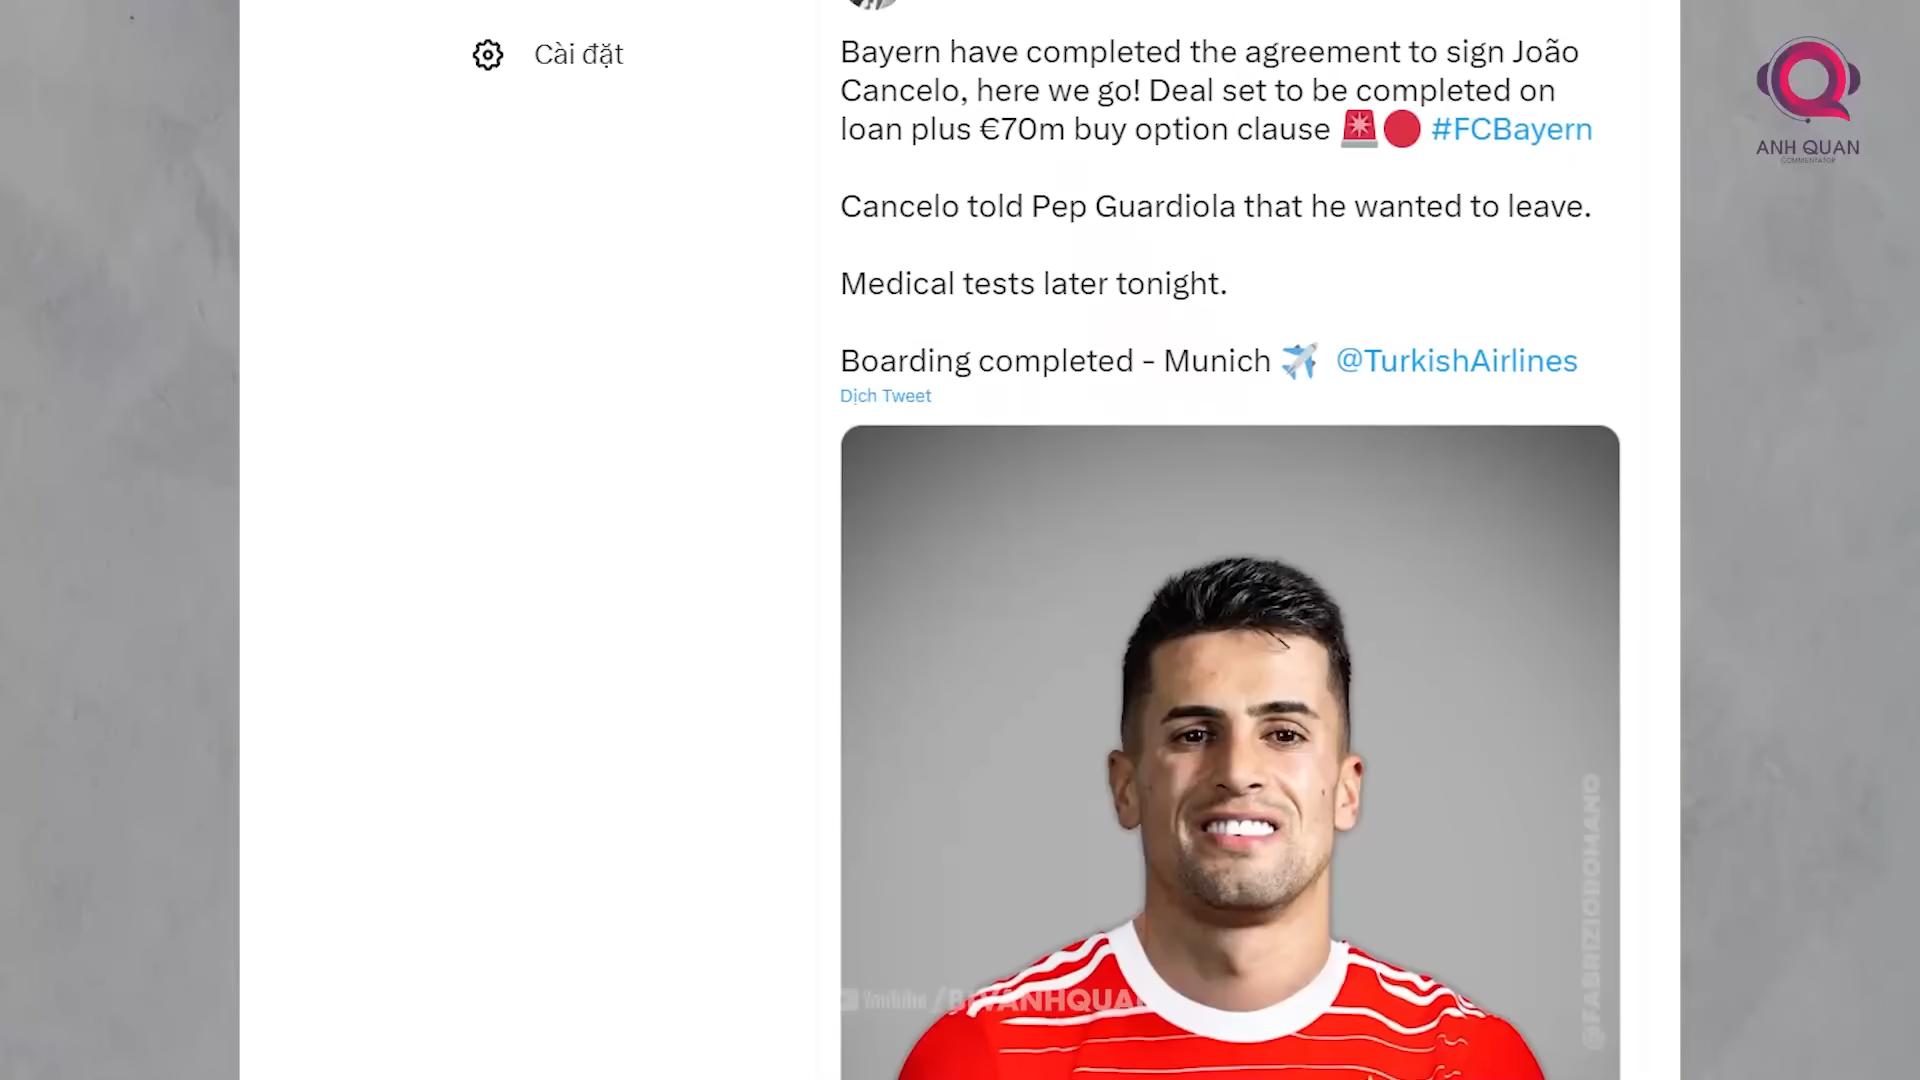 Cài đặt
Bayern have completed the agreement to sign João
Cancelo, here we go! Deal set to be completed on
loan plus €70m buy option clause 🚨🔴 #FCBayern
Cancelo told Pep Guardiola that he wanted to leave.
Medical tests later tonight.
Boarding completed - Munich ✈️ @TurkishAirlines
Dịch Tweet
ANH QUAN
COMMENTATOR
@FABRIZIOROMANO